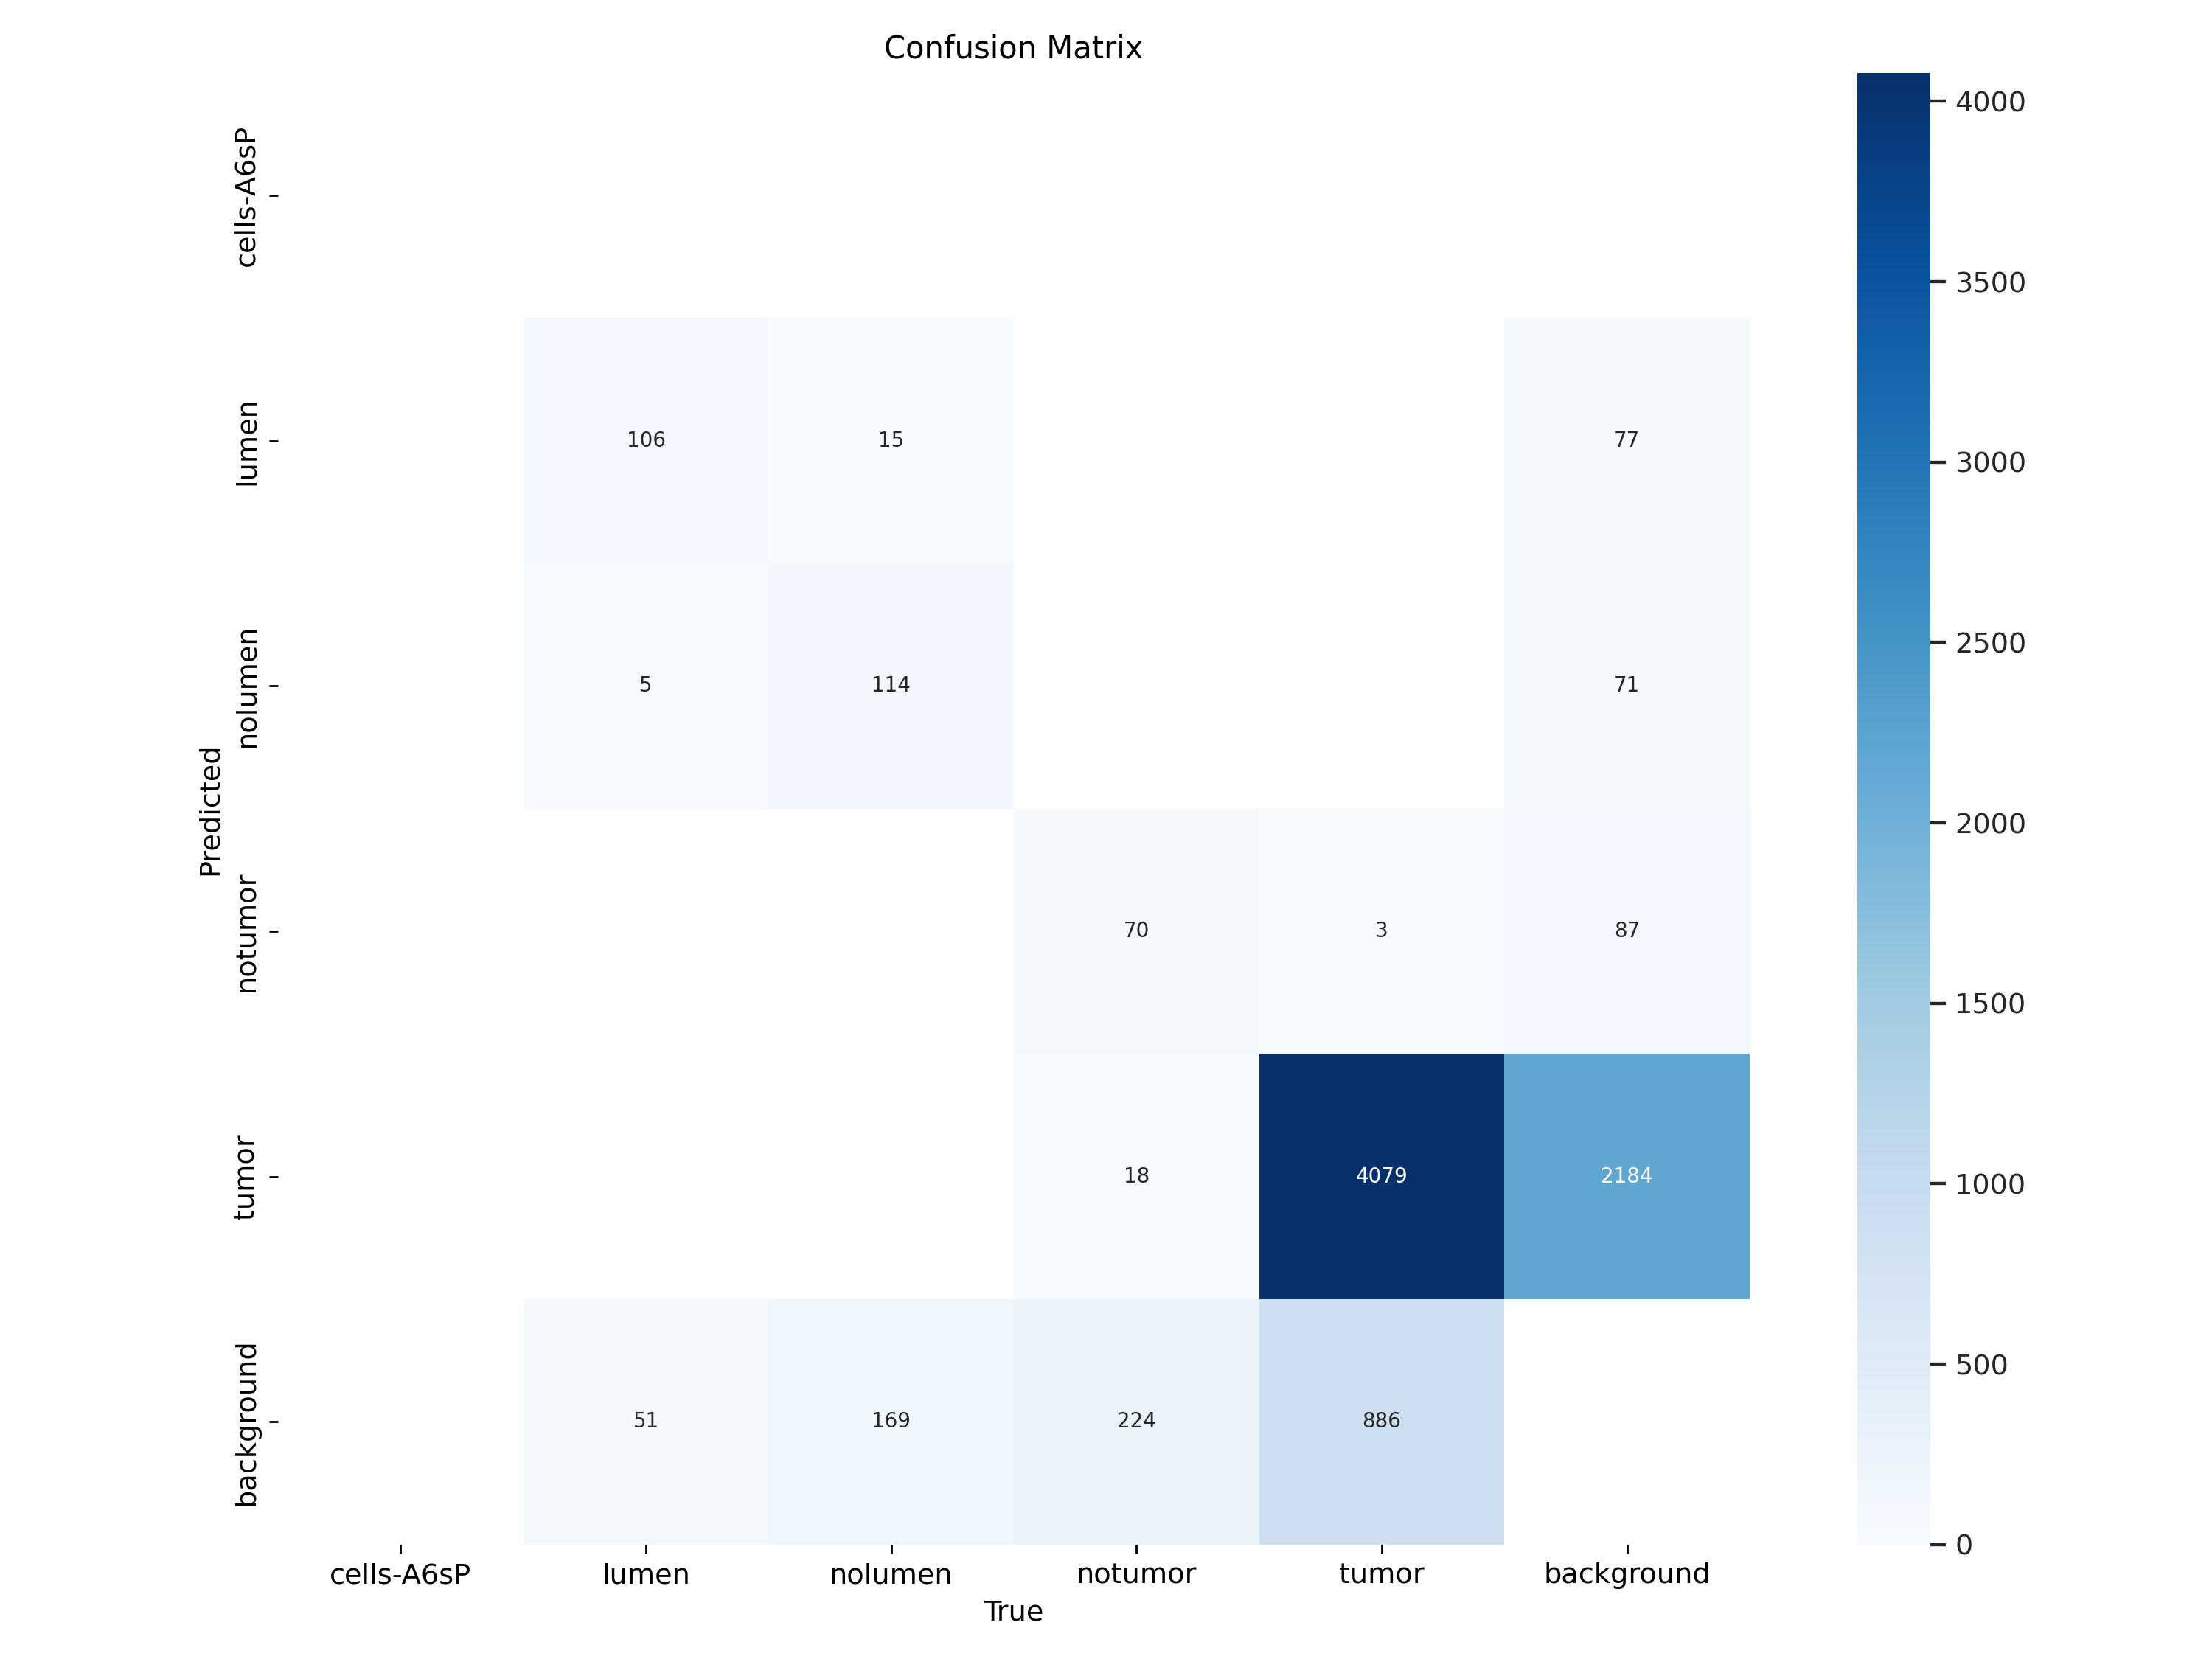 Confusion Matrix
cells-A6sP
lumen 106 15 77
nolumen 5 114 71
notumor 70 3 87
tumor 18 4079 2184
background 51 169 224 886
Predicted
cells-A6sP lumen nolumen notumor tumor background
True
4000
3500
3000
2500
2000
1500
1000
500
0